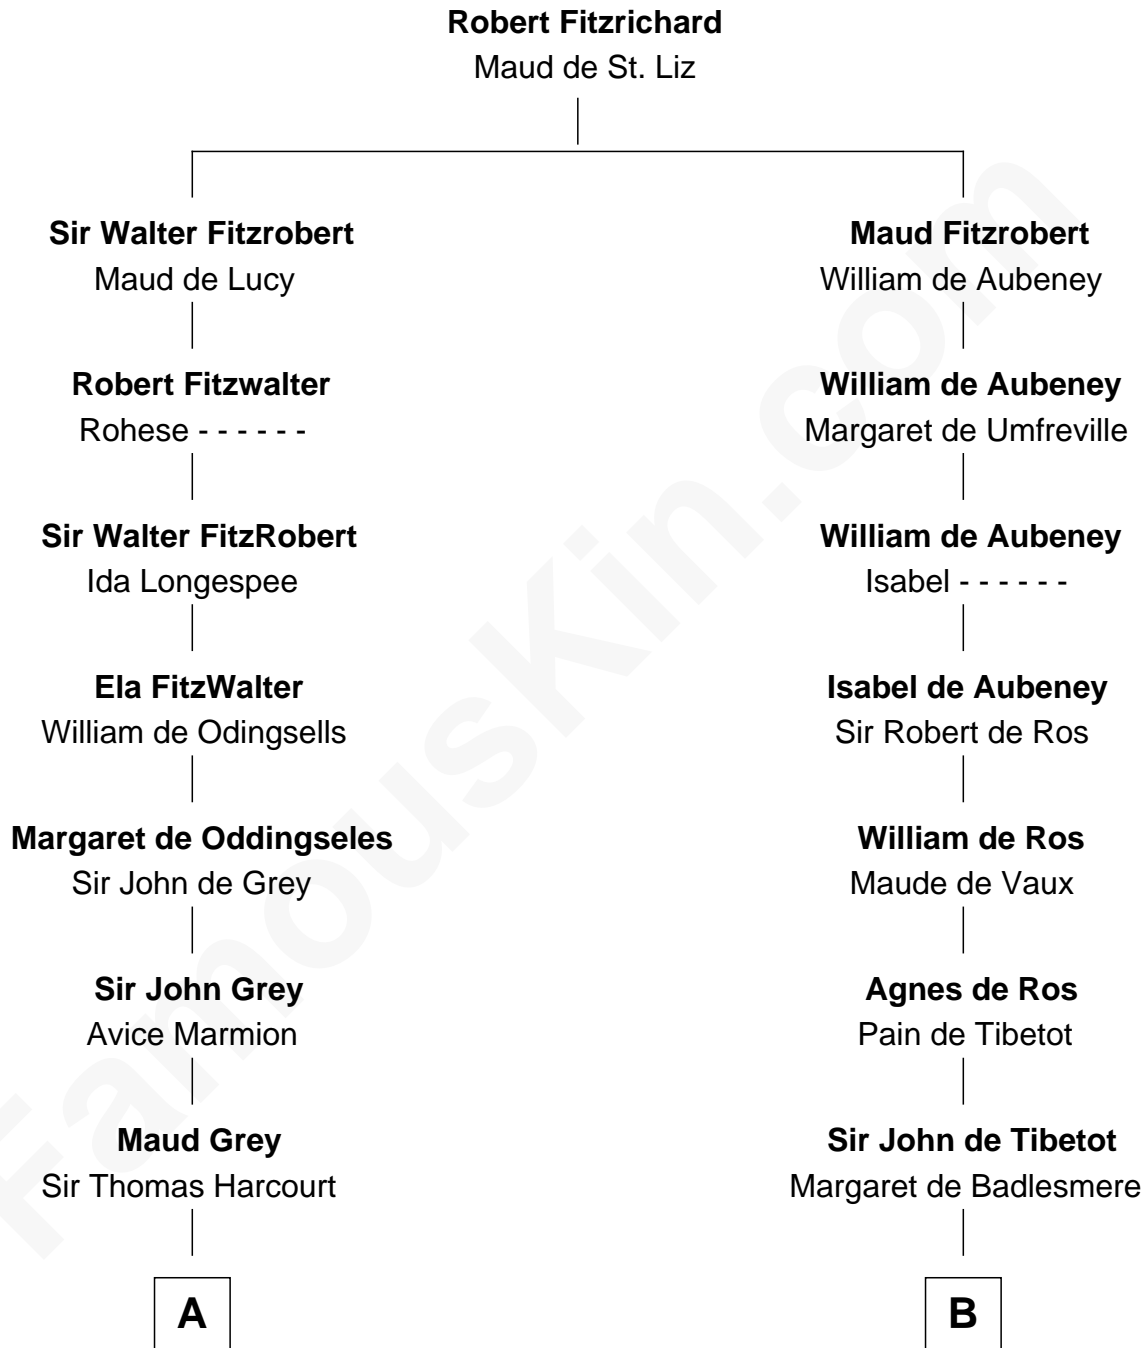 Robert Fitzrichard
Maud de St. Liz
Sir Walter Fitzrobert
Maud de Lucy
Robert Fitzwalter
Rohese - - - - - -
Sir Walter FitzRobert
Ida Longespee
Ela FitzWalter
William de Odingsells
Margaret de Oddingseles
Sir John de Grey
Sir John Grey
Avice Marmion
Maud Grey
Sir Thomas Harcourt
A
Maud Fitzrobert
William de Aubeney
William de Aubeney
Margaret de Umfreville
William de Aubeney
Isabel - - - - - -
Isabel de Aubeney
Sir Robert de Ros
William de Ros
Maude de Vaux
Agnes de Ros
Pain de Tibetot
Sir John de Tibetot
Margaret de Badlesmere
B
FamousKin.com